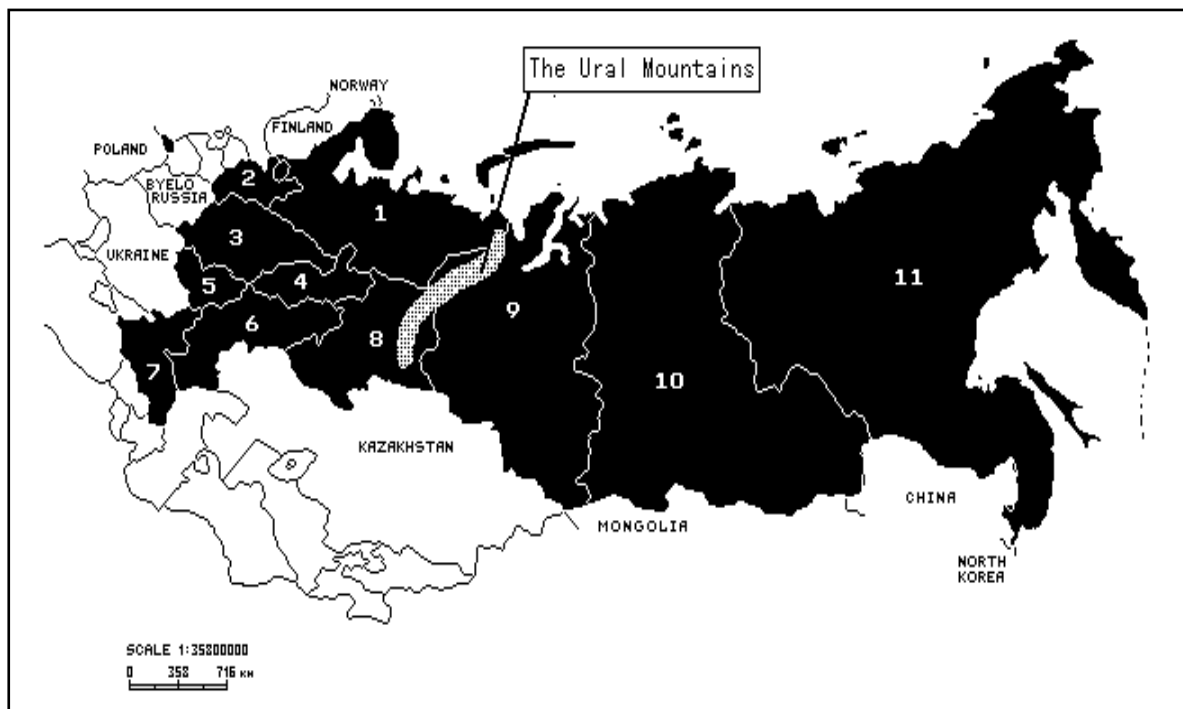 The Ural Mountains
NORWAY
FINLAND
POLAND
BYELO
RUSSIA
UKRAINE
1
2
3
4
5
6
7
8
9
10
11
KAZAKHSTAN
MONGOLIA
CHINA
NORTH
KOREA
SCALE 1:35800000
0 358 716 КМ